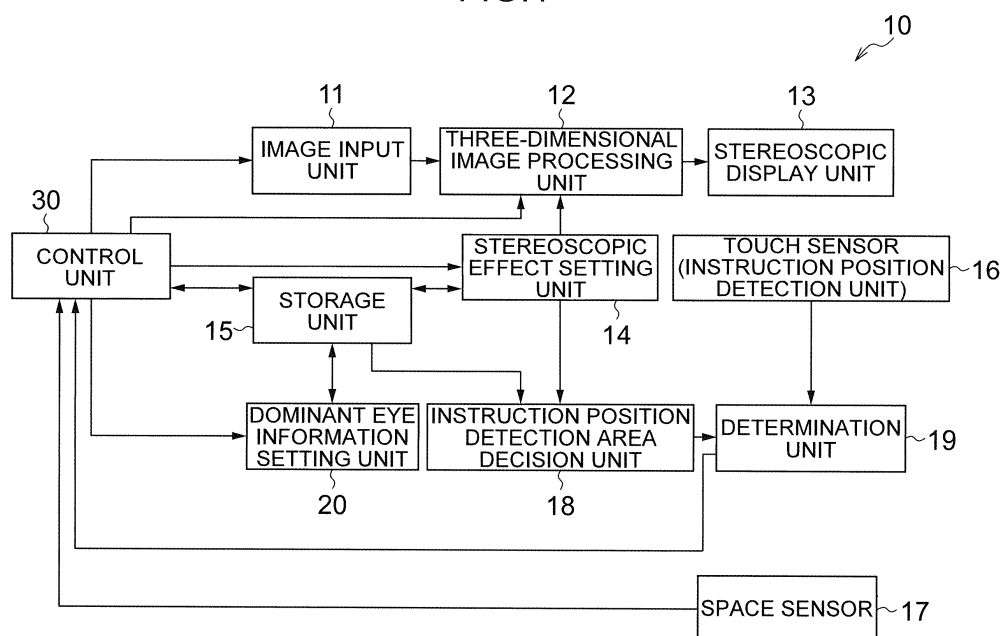 10
11
12
13
IMAGE INPUT
UNIT
THREE-DIMENSIONAL
IMAGE PROCESSING
UNIT
STEREOSCOPIC
DISPLAY UNIT
30
CONTROL
UNIT
STEREOSCOPIC
EFFECT SETTING
UNIT
14
TOUCH SENSOR
(INSTRUCTION POSITION
DETECTION UNIT)
16
STORAGE
UNIT
15
DOMINANT EYE
INFORMATION
SETTING UNIT
20
INSTRUCTION POSITION
DETECTION AREA
DECISION UNIT
18
DETERMINATION
UNIT
19
SPACE SENSOR
17